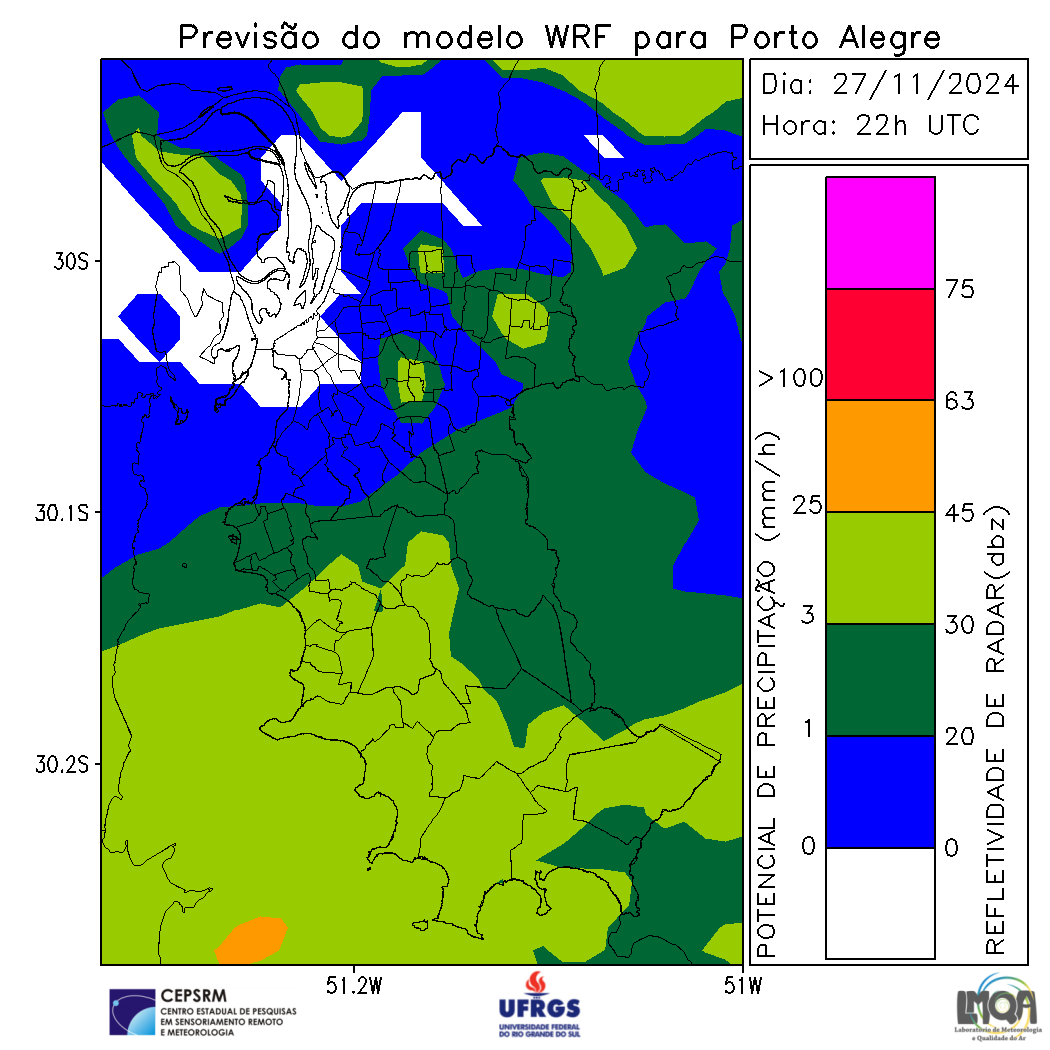 Previsão do modelo WRF para Porto Alegre
Dia: 27/11/2024
Hora: 22h UTC
30S
30.1S
30.2S
51.2W
51W
POTENCIAL DE PRECIPITAÇÃO (mm/h)
>100
25
3
1
0
75
63
45
30
20
0
REFLETIVIDADE DE RADAR(dbz)
CEPSRM
CENTRO ESTADUAL DE PESQUISAS
EM SENSORIAMENTO REMOTO
E METEOROLOGIA
UFRGS
UNIVERSIDADE FEDERAL
DO RIO GRANDE DO SUL
LMQA
Laboratório de Meteorologia
e Qualidade do Ar